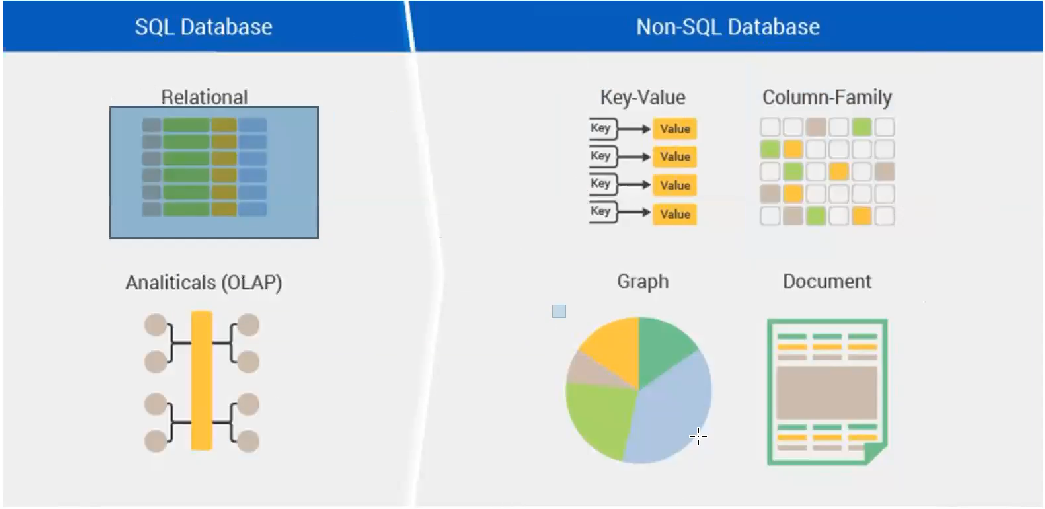 SQL Database
Non-SQL Database
Relational
Key-Value
Column-Family
Key
Value
Key
Value
Key
Value
Key
Value
Analiticals (OLAP)
Graph
Document